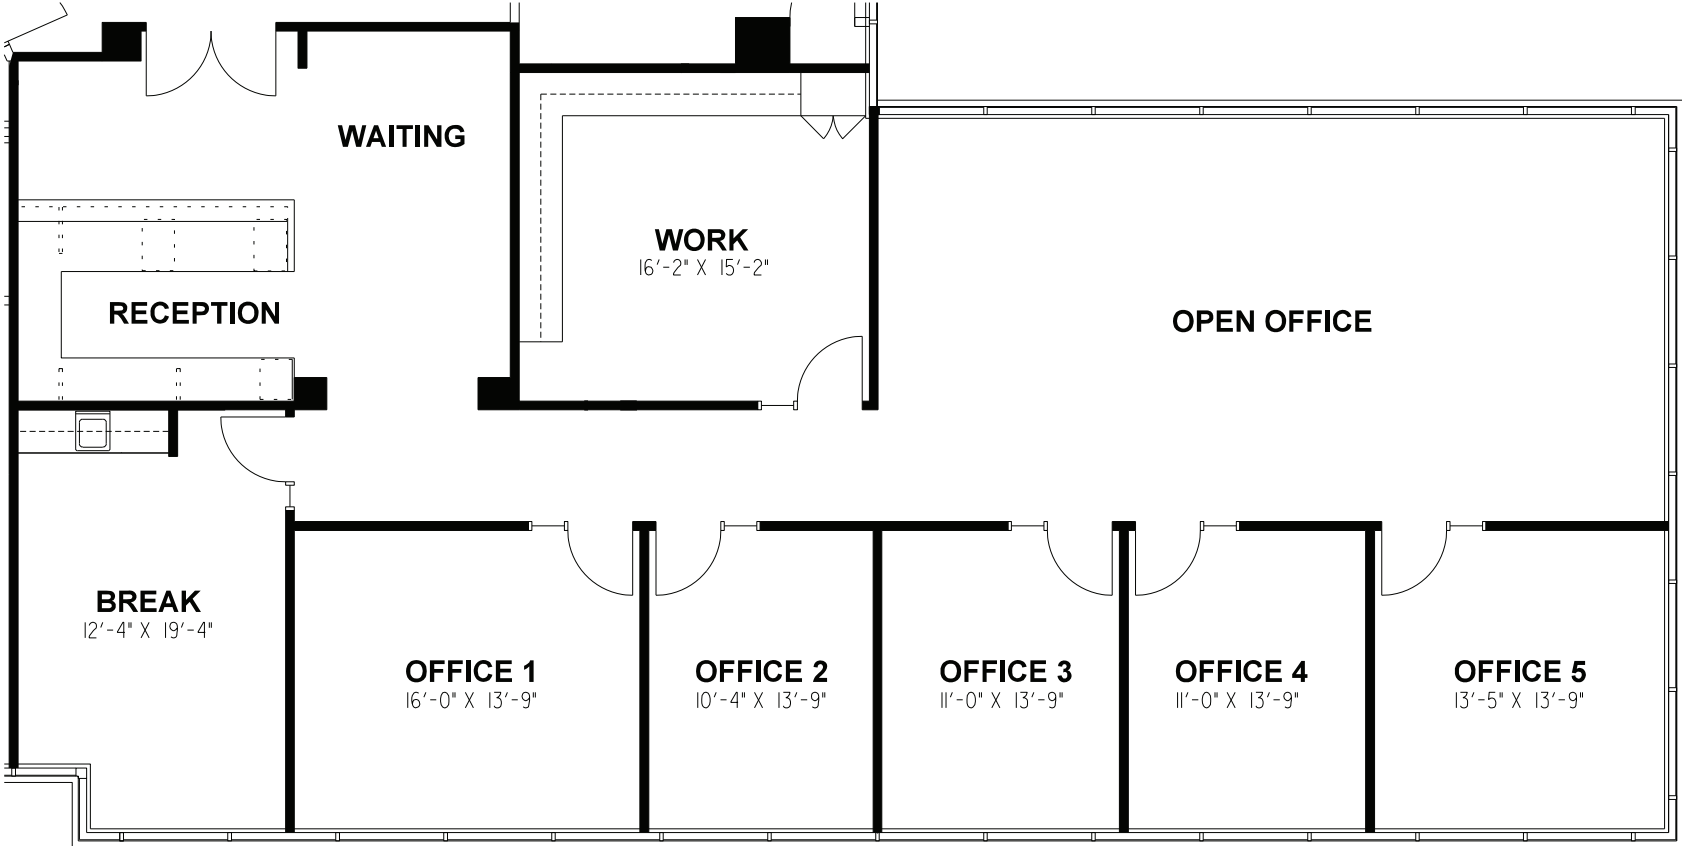 WAITING
WORK
16'-2" X 15'-2"
RECEPTION
OPEN OFFICE
BREAK
12'-4" X 19'-4"
OFFICE 1
16'-0" X 13'-9"
OFFICE 2
10'-4" X 13'-9"
OFFICE 3
11'-0" X 13'-9"
OFFICE 4
11'-0" X 13'-9"
OFFICE 5
13'-5" X 13'-9"